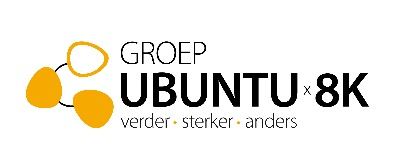 GROEP
UBUNTU x 8K
verder • sterker • anders